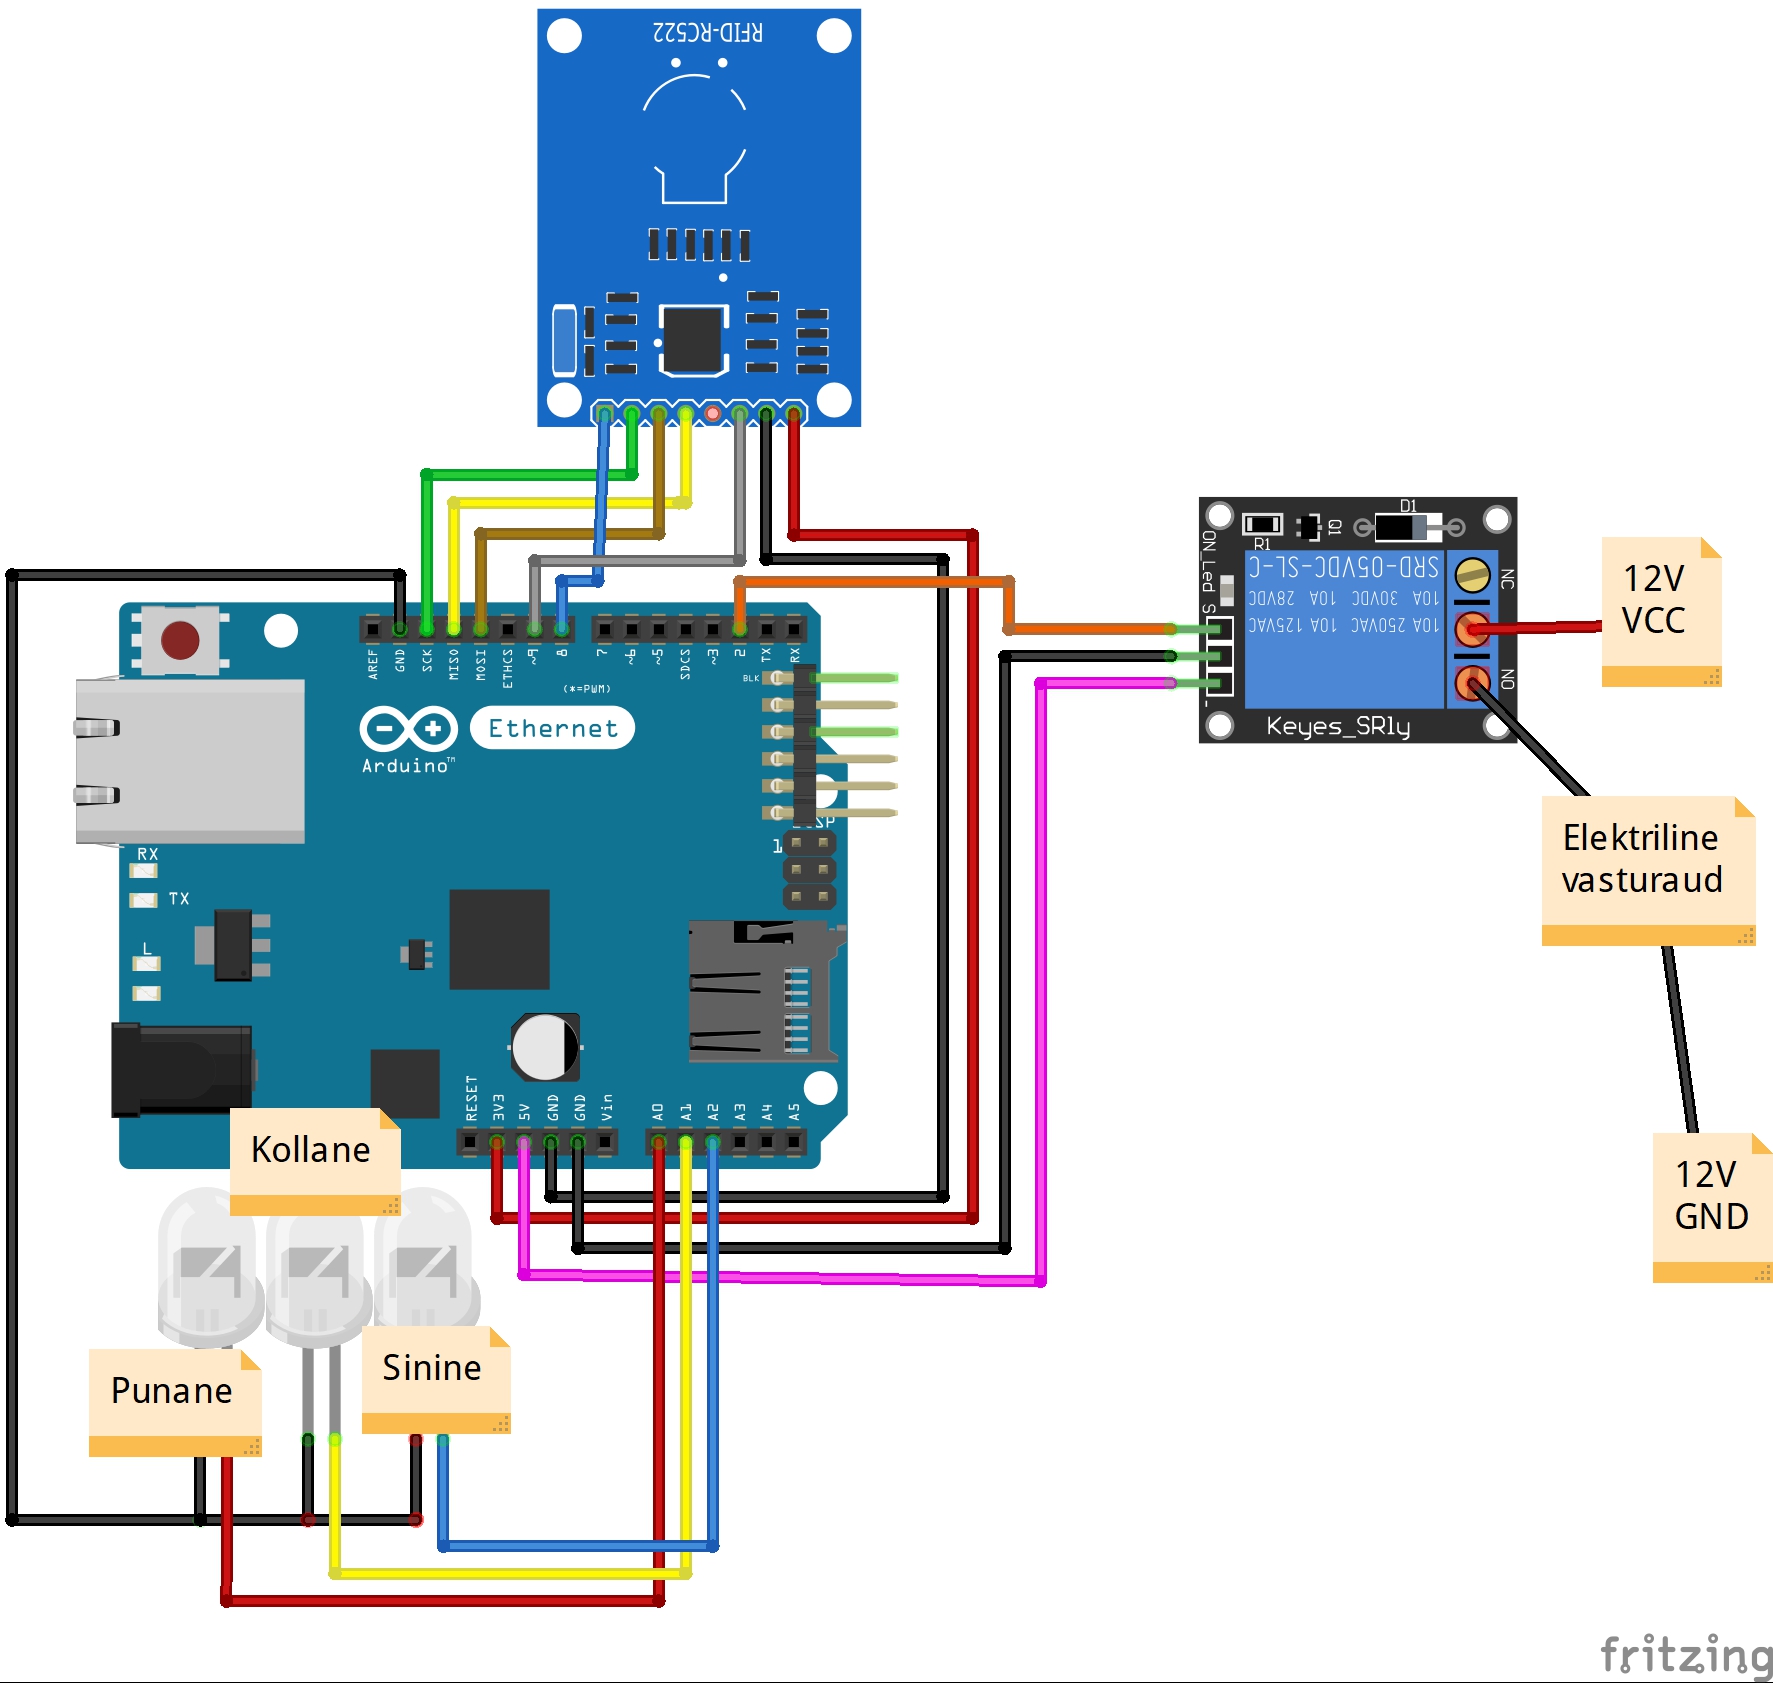 RFID-RC522
ON_Led
S
-
R1
Q1
D1
SRD-05VDC-SL-C
10A 30VDC 10A 28VDC
10A 250VAC 10A 125VAC
NC
NO
Keyes_SRly
12V
VCC
Elektriline
vasturaud
12V
GND
AREF
GND
SCK
MISO
MOSI
ETHCS
~9
8
7
~6
~5
SDCS
~3
2
TX
RX
(*=PWM)
BLK
Arduino™
Ethernet
1
RX
TX
L
RESET
3V3
5V
GND
GND
Vin
A0
A1
A2
A3
A4
A5
Kollane
Punane
Sinine
fritzing